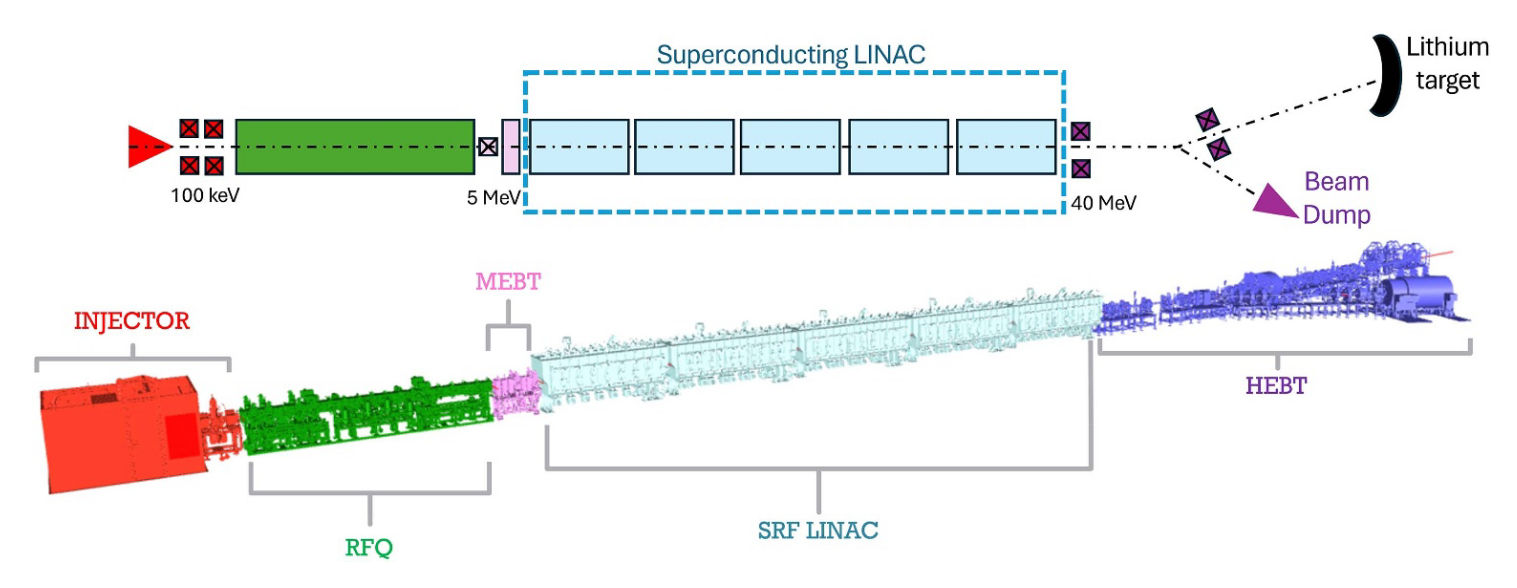 Superconducting LINAC
Lithium
target
100 keV
5 MeV
40 MeV
Beam
Dump
MEBT
INJECTOR
HEBT
SRF LINAC
RFQ